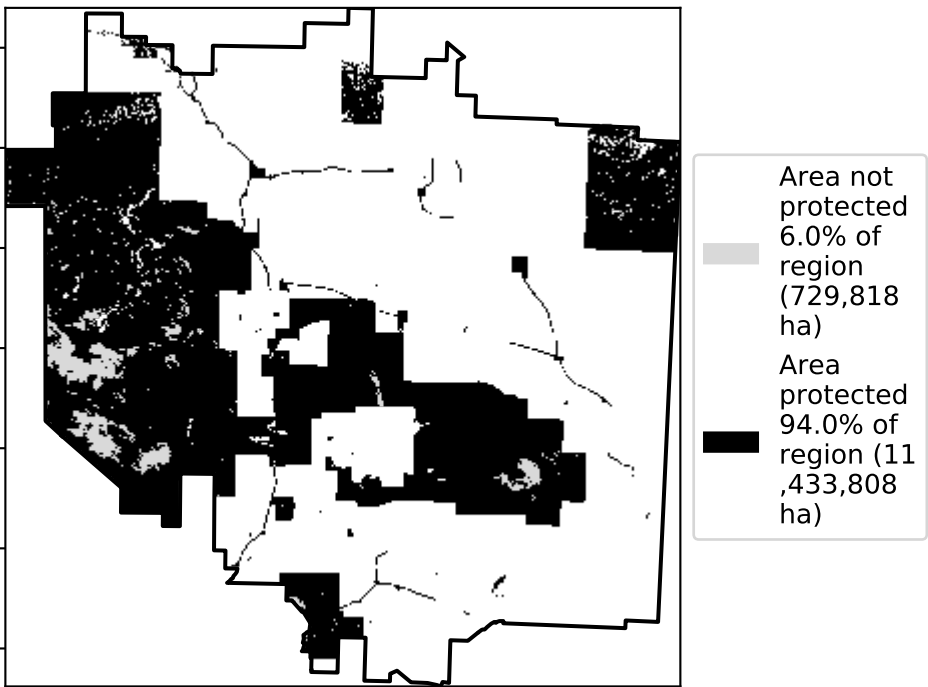 Area not
protected
6.0% of
region
(729,818
ha)
Area
protected
94.0% of
region (11
,433,808
ha)